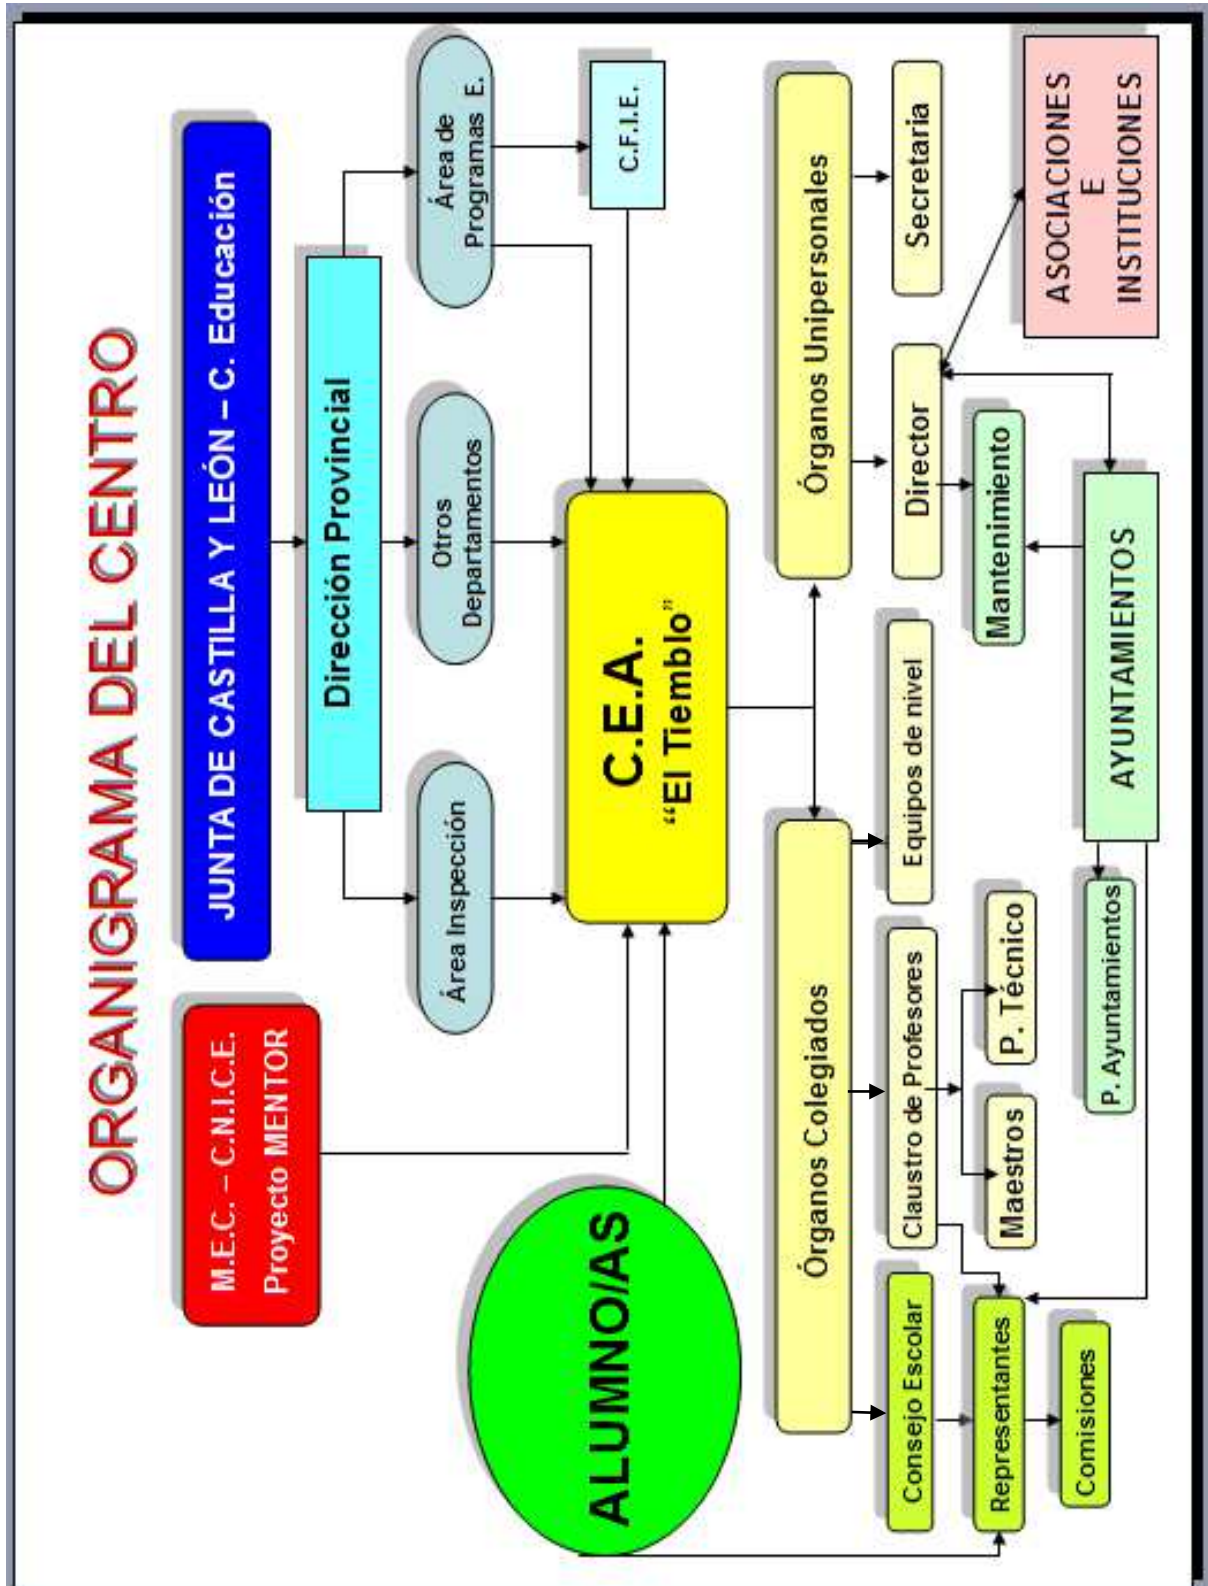 ORGANIGRAMA DEL CENTRO
M.E.C. – C.N.I.C.E.
Proyecto MENTOR
JUNTA DE CASTILLA Y LEÓN – C. Educación
Dirección Provincial
Área Inspección
Otros
Departamentos
Área de
Programas E.
C.F.I.E.
ALUMNO/AS
C.E.A.
“El Tiemblo”
Órganos Colegiados
Órganos Unipersonales
Consejo Escolar
Claustro de Profesores
Equipos de nivel
Director
Secretaria
Representantes
Maestros
P. Técnico
Mantenimiento
Comisiones
P. Ayuntamientos
AYUNTAMIENTOS
ASOCIACIONES
E
INSTITUCIONES